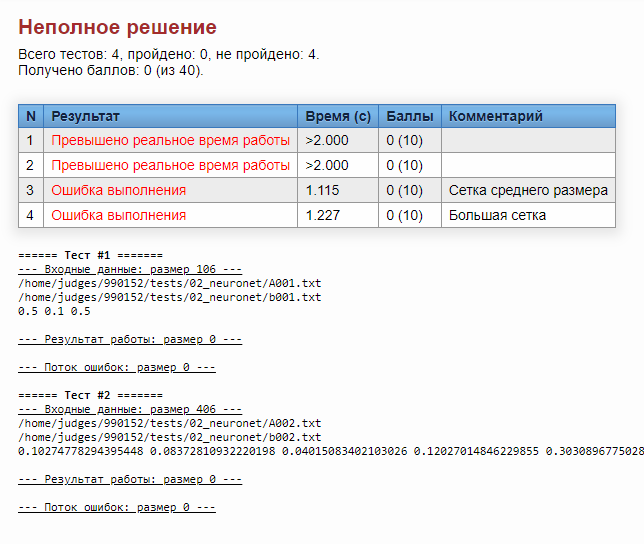 Неполное решение
Всего тестов: 4, пройдено: 0, не пройдено: 4.
Получено баллов: 0 (из 40).
N Результат Время (с) Баллы Комментарий
1 Превышено реальное время работы >2.000 0 (10)
2 Превышено реальное время работы >2.000 0 (10)
3 Ошибка выполнения 1.115 0 (10) Сетка среднего размера
4 Ошибка выполнения 1.227 0 (10) Большая сетка
====== Тест #1 =======
--- Входные данные: размер 106 ---
/home/judges/990152/tests/02_neuronet/A001.txt
/home/judges/990152/tests/02_neuronet/b001.txt
0.5 0.1 0.5
--- Результат работы: размер 0 ---
--- Поток ошибок: размер 0 ---
====== Тест #2 =======
--- Входные данные: размер 406 ---
/home/judges/990152/tests/02_neuronet/A002.txt
/home/judges/990152/tests/02_neuronet/b002.txt
0.10274778294395448 0.08372810932220198 0.04015083402103026 0.12027014846229855 0.3030896775028
--- Результат работы: размер 0 ---
--- Поток ошибок: размер 0 ---